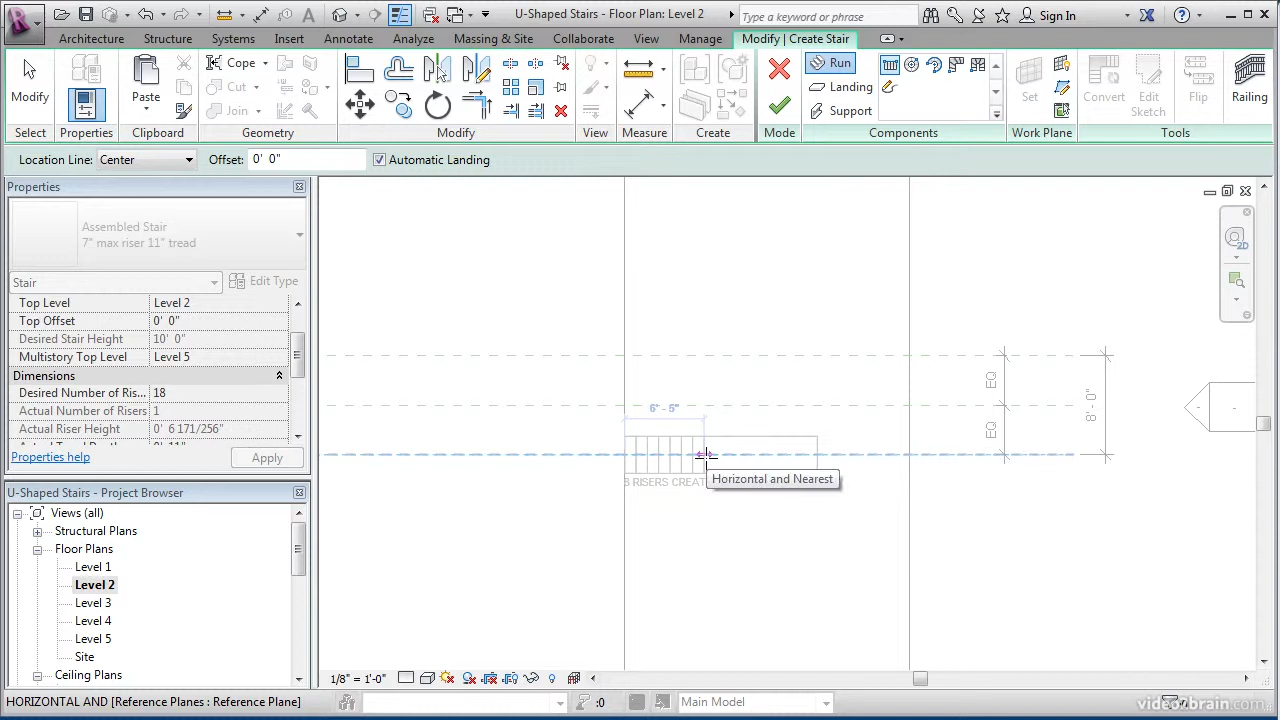 U-Shaped Stairs - Floor Plan: Level 2
Type a keyword or phrase
Sign In
Architecture Structure Systems Insert Annotate Analyze Massing & Site Collaborate View Manage Modify | Create Stair
Modify
Paste
Cope
Cut
Join
Run
Landing
Support
Set
Convert
Edit
Sketch
Flip
Railing
Select Properties Clipboard Geometry Modify View Measure Create Mode Components Work Plane Tools
Location Line: Center Offset: 0' 0" Automatic Landing
Properties
Assembled Stair
7" max riser 11" tread
Stair Edit Type
Top Level Level 2
Top Offset 0' 0"
Desired Stair Height 10' 0"
Multistory Top Level Level 5
Dimensions
Desired Number of Ris... 18
Actual Number of Risers 1
Actual Riser Height 0' 6 171/256"
Properties help Apply
U-Shaped Stairs - Project Browser
Views (all)
Structural Plans
Floor Plans
Level 1
Level 2
Level 3
Level 4
Level 5
Site
Ceiling Plans
6' - 5"
EQ
EQ
8' - 0"
Horizontal and Nearest
RISERS CREAT
2D
1/8" = 1'-0"
HORIZONTAL AND [Reference Planes : Reference Plane]
:0
Main Model
video2brain.com